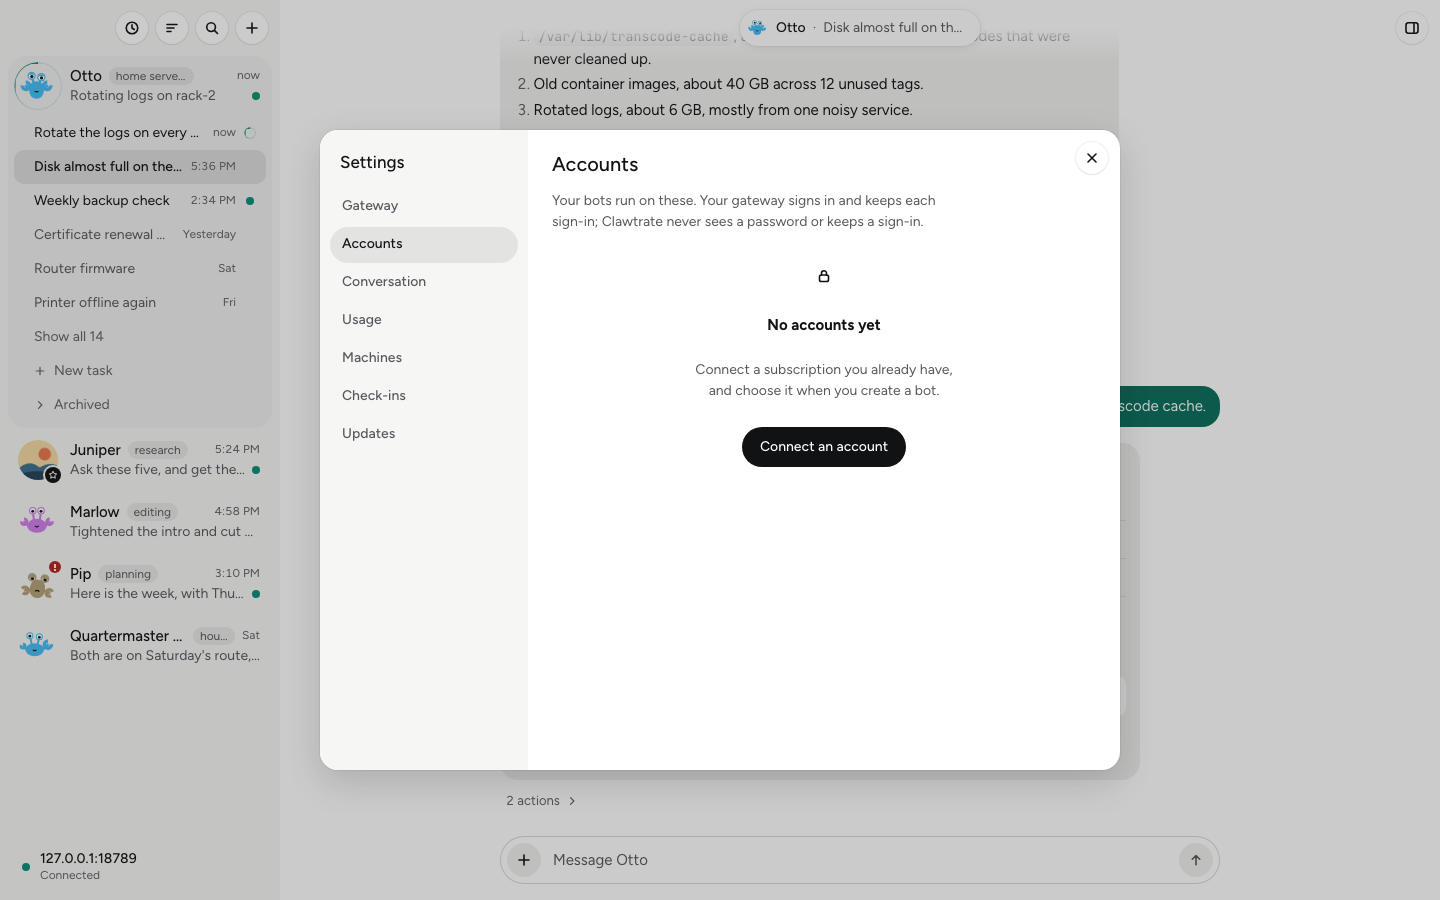 Otto
home serve...
now
Rotating logs on rack-2
Rotate the logs on every ...
now
Disk almost full on the...
5:36 PM
Weekly backup check
2:34 PM
Certificate renewal ...
Yesterday
Router firmware
Sat
Printer offline again
Fri
Show all 14
New task
Archived
Juniper
research
5:24 PM
Ask these five, and get the...
Marlow
editing
4:58 PM
Tightened the intro and cut ...
Pip
planning
3:10 PM
Here is the week, with Thu...
Quartermaster ...
hou...
Sat
Both are on Saturday's route,...
127.0.0.1:18789
Connected
Otto · Disk almost full on th...
1. /var/lib/transcode-cache, that were
never cleaned up.
2. Old container images, about 40 GB across 12 unused tags.
3. Rotated logs, about 6 GB, mostly from one noisy service.
Settings
Gateway
Accounts
Conversation
Usage
Machines
Check-ins
Updates
Accounts
Your bots run on these. Your gateway signs in and keeps each
sign-in; Clawtrate never sees a password or keeps a sign-in.
No accounts yet
Connect a subscription you already have,
and choose it when you create a bot.
Connect an account
cache.
2 actions
Message Otto